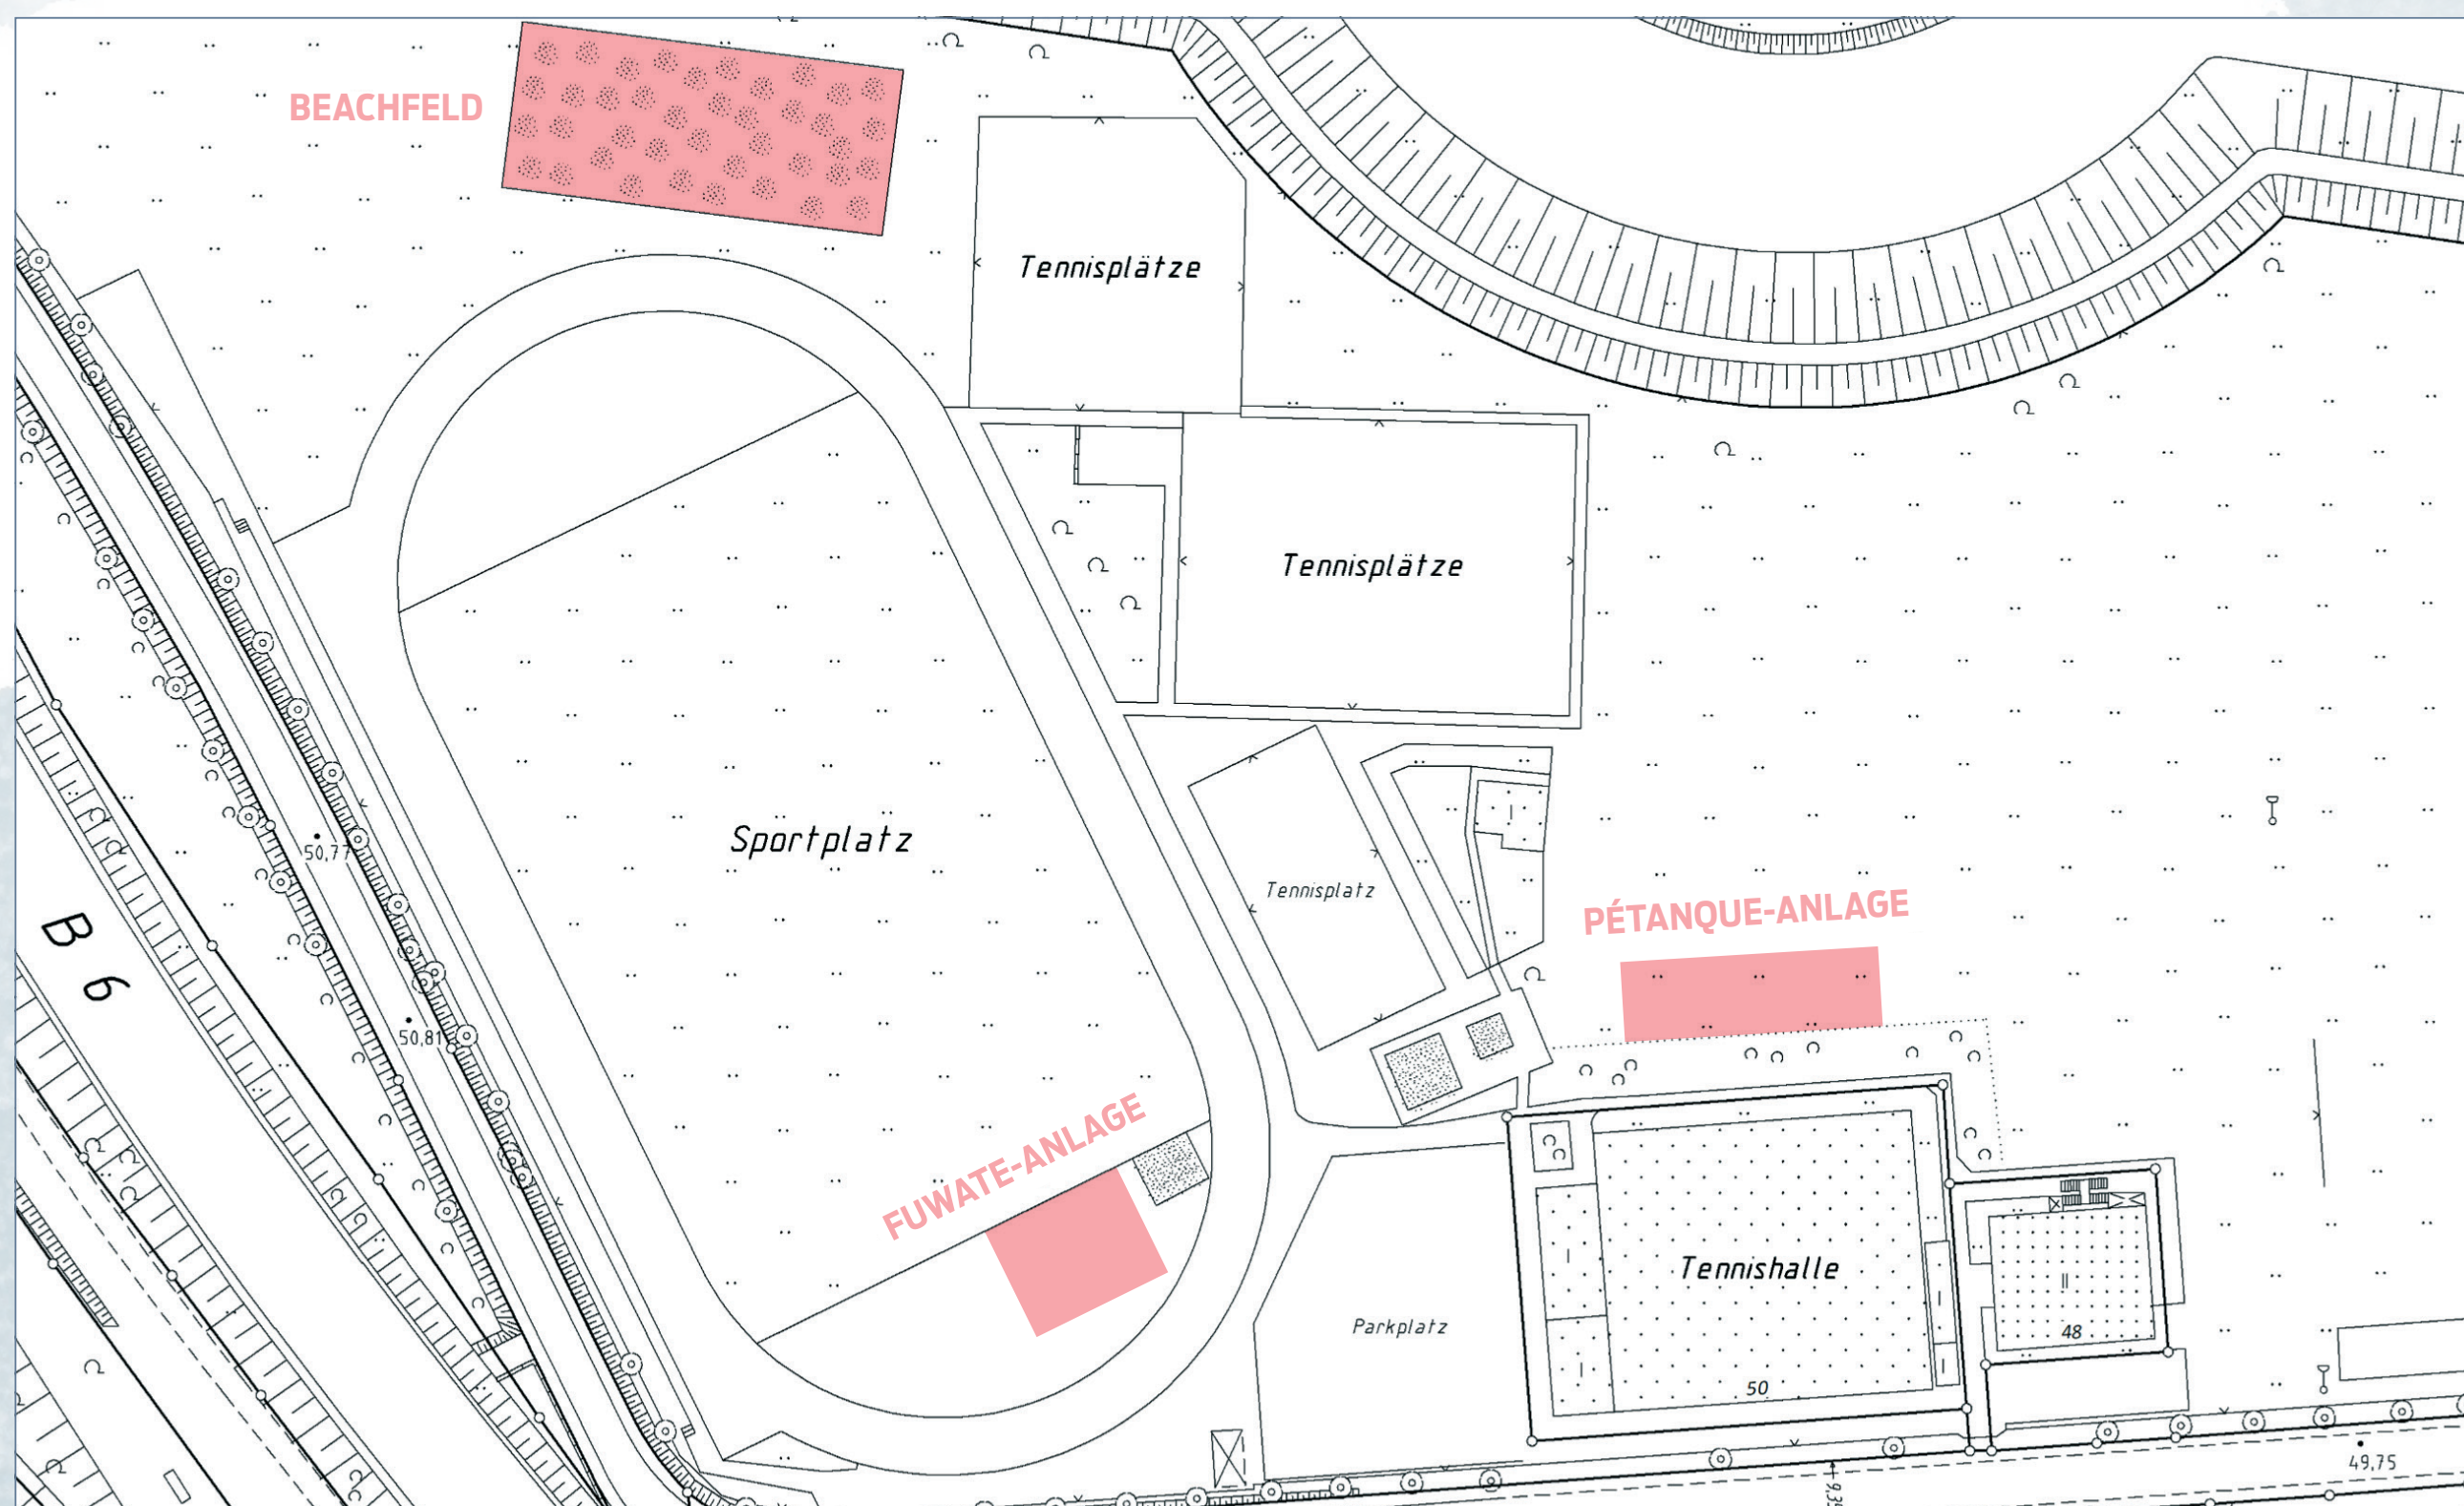 BEACHFELD
Tennisplätze
Tennisplätze
50,77
Sportplatz
Tennisplatz
PÉTANQUE-ANLAGE
B 6
50,81
FUWATE-ANLAGE
Tennishalle
Parkplatz
II
48
50
49,75